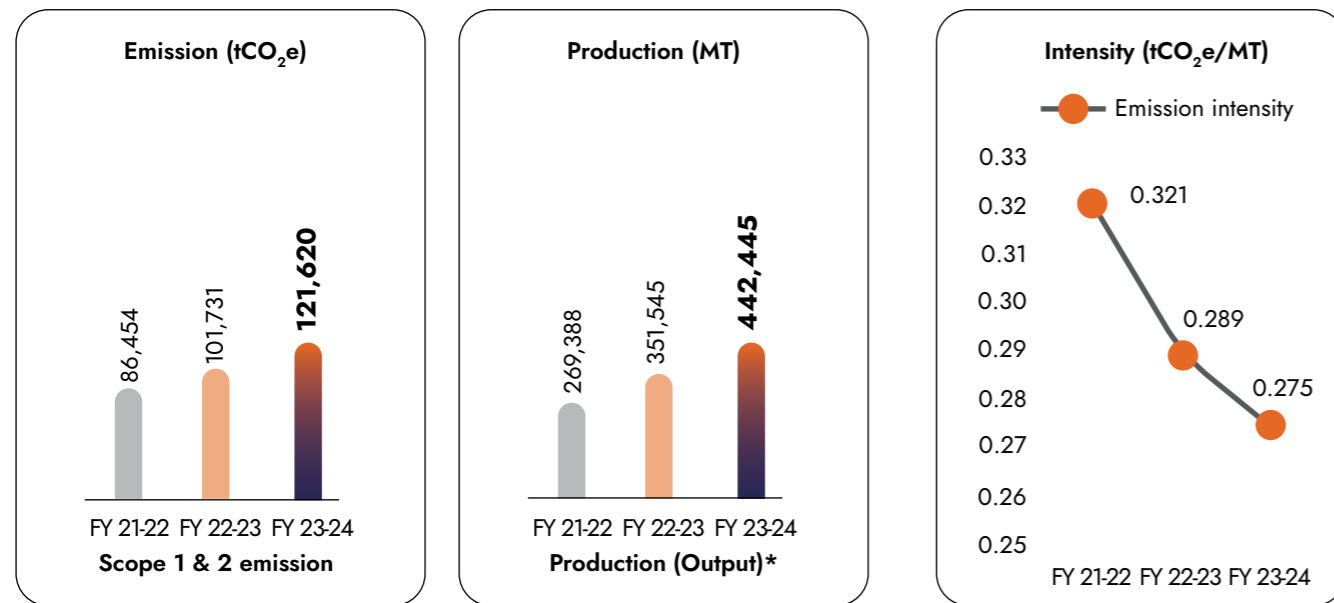 Emission (tCO₂e)
86,454
101,731
121,620
FY 21-22 FY 22-23 FY 23-24
Scope 1 & 2 emission
Production (MT)
269,388
351,545
442,445
FY 21-22 FY 22-23 FY 23-24
Production (Output)*
Intensity (tCO₂e/MT)
Emission intensity
0.33
0.32
0.31
0.30
0.29
0.28
0.27
0.26
0.25
0.321
0.289
0.275
FY 21-22 FY 22-23 FY 23-24